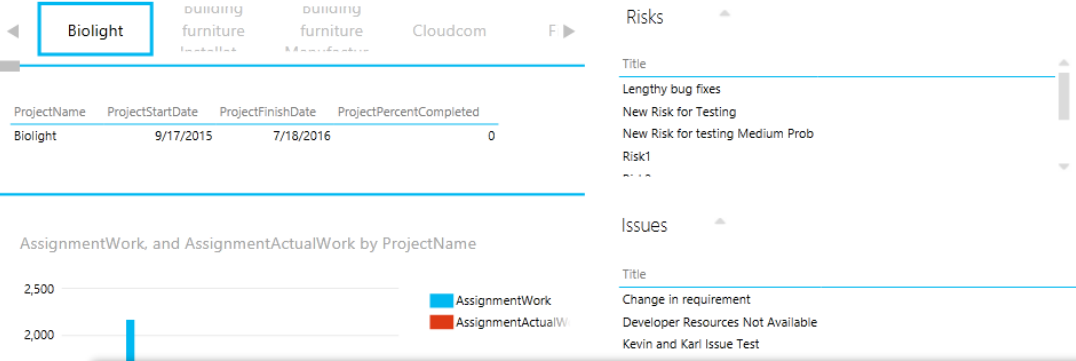 Biolight
Building
furniture
Building
furniture
Cloudcom
F
ProjectName ProjectStartDate ProjectFinishDate ProjectPercentCompleted
Biolight 9/17/2015 7/18/2016 0
AssignmentWork, and AssignmentActualWork by ProjectName
2,500
2,000
AssignmentWork
AssignmentActualW
Risks
Title
Lengthy bug fixes
New Risk for Testing
New Risk for testing Medium Prob
Risk1
Issues
Title
Change in requirement
Developer Resources Not Available
Kevin and Karl Issue Test